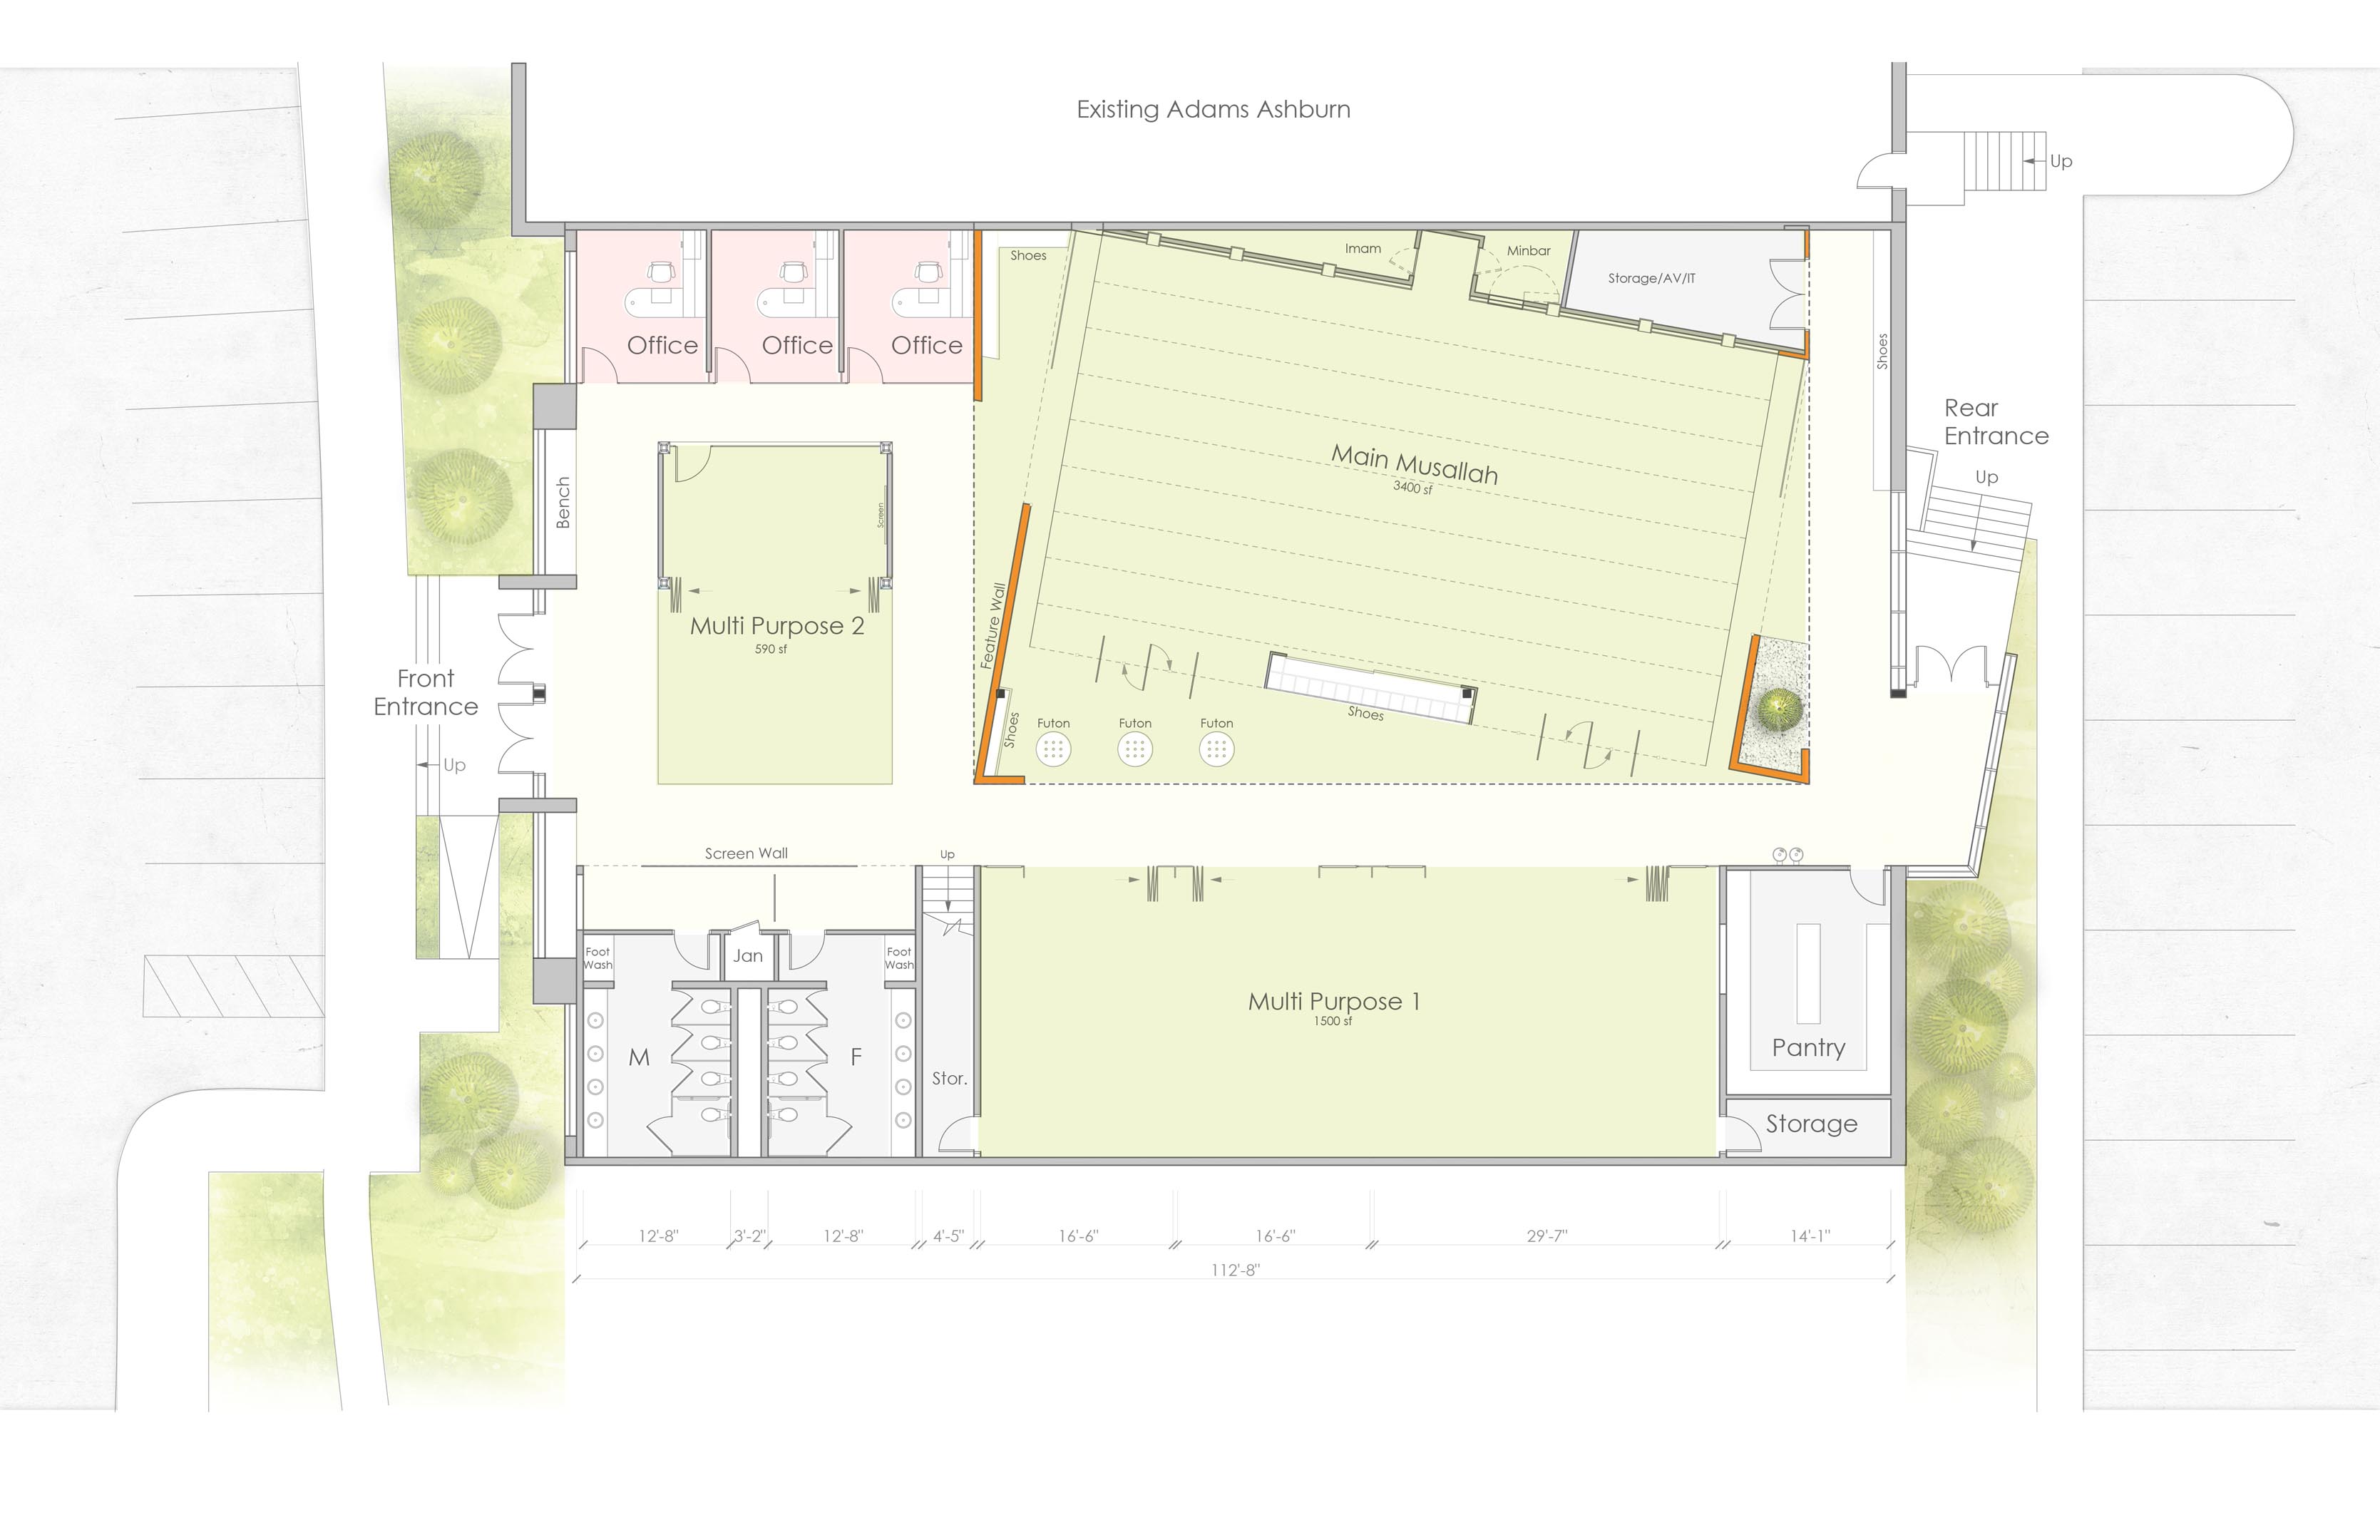 Existing Adams Ashburn
Up
Shoes
Imam
Minbar
Storage/AV/IT
Office
Office
Office
Shoes
Rear
Entrance
Up
Main Musallah
3400 sf
Bench
Screen
Multi Purpose 2
590 sf
Feature Wall
Front
Entrance
Up
Shoes
Futon
Futon
Futon
Shoes
Screen Wall
Up
Foot
Wash
Jan
Foot
Wash
Multi Purpose 1
1500 sf
M
F
Stor.
Pantry
Storage
12'-8"
3'-2"
12'-8"
4'-5"
16'-6"
16'-6"
29'-7"
14'-1"
112'-8"